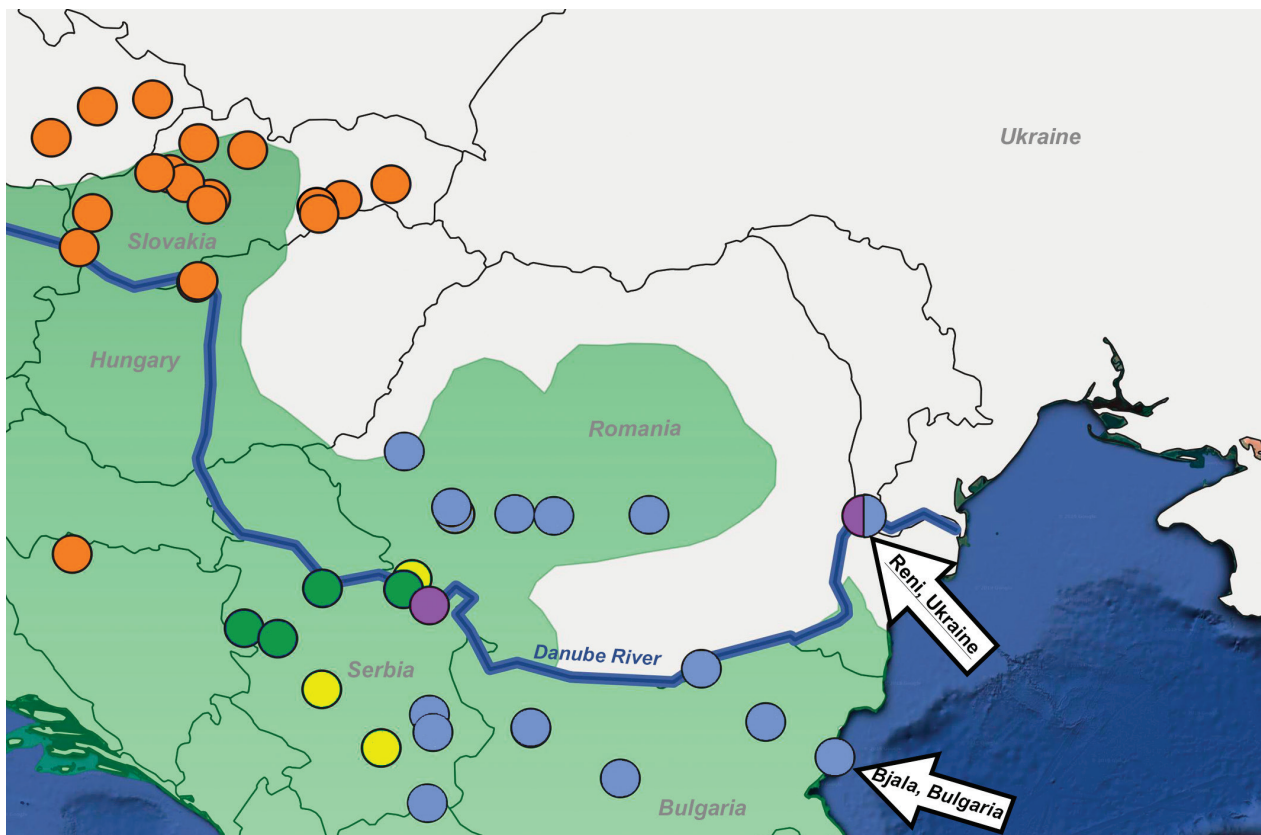 Ukraine
Slovakia
Hungary
Romania
Reni, Ukraine
Danube River
Serbia
Bjala, Bulgaria
Bulgaria